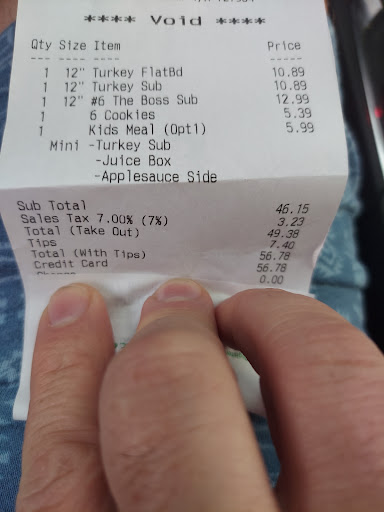 **** Void ****
Qty Size Item Price
--- ---- ---- -----
1 12" Turkey FlatBd 10.89
1 12" Turkey Sub 10.89
1 12" #6 The Boss Sub 12.99
1 6 Cookies 5.39
1 Kids Meal (Opt1) 5.99
Mini -Turkey Sub
-Juice Box
-Applesauce Side
Sub Total 46.15
Sales Tax 7.00% (7%) 3.23
Total (Take Out) 49.38
Tips 7.40
Total (With Tips) 56.78
Credit Card 56.78
Change 0.00